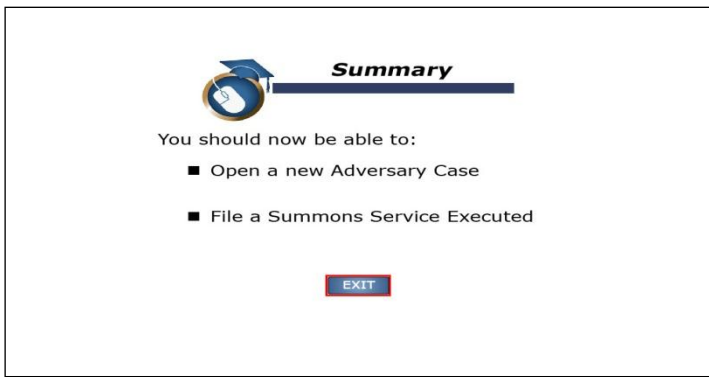 Summary
You should now be able to:
■ Open a new Adversary Case
■ File a Summons Service Executed
EXIT